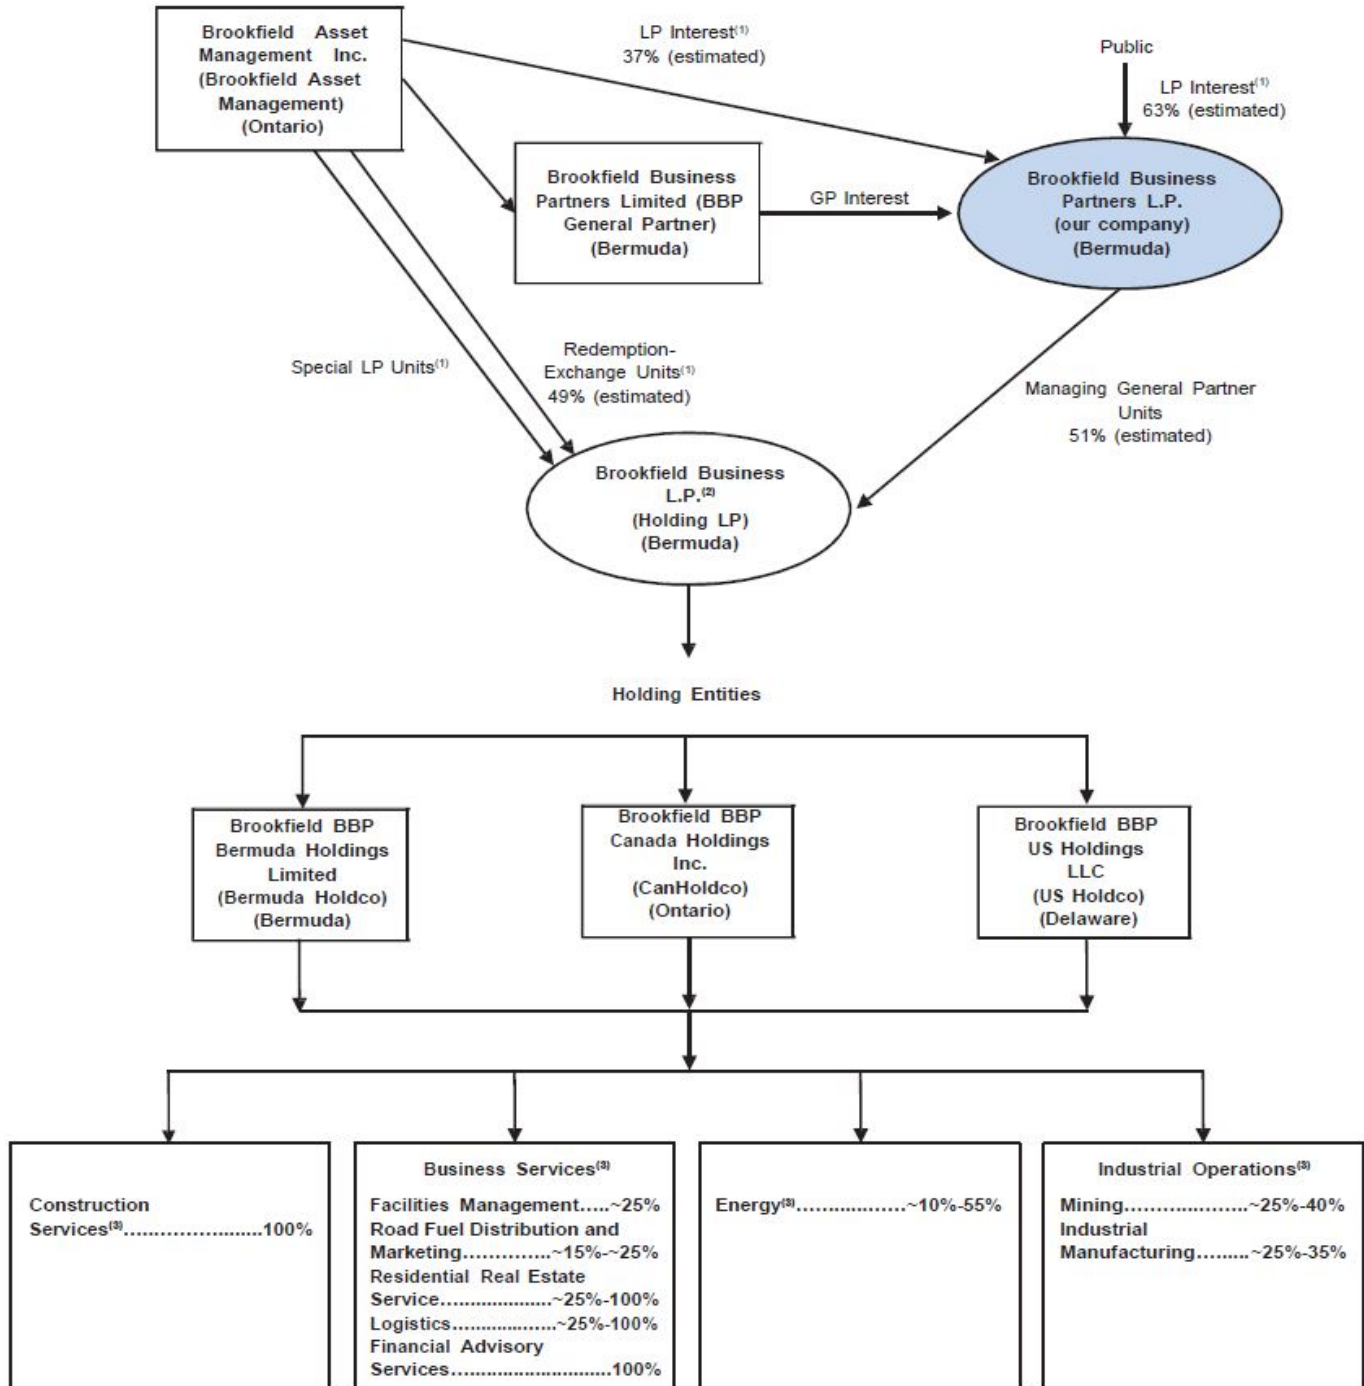 Brookfield Asset
Management Inc.
(Brookfield Asset
Management)
(Ontario)
LP Interest(1)
37% (estimated)
Public
LP Interest(1)
63% (estimated)
Brookfield Business
Partners Limited (BBP
General Partner)
(Bermuda)
GP Interest
Brookfield Business
Partners L.P.
(our company)
(Bermuda)
Special LP Units(1)
Redemption-
Exchange Units(1)
49% (estimated)
Managing General Partner
Units
51% (estimated)
Brookfield Business
L.P.(2)
(Holding LP)
(Bermuda)
Holding Entities
Brookfield BBP
Bermuda Holdings
Limited
(Bermuda Holdco)
(Bermuda)
Brookfield BBP
Canada Holdings
Inc.
(CanHoldco)
(Ontario)
Brookfield BBP
US Holdings
LLC
(US Holdco)
(Delaware)
Construction
Services(3)....................100%
Business Services(3)
Facilities Management.....~25%
Road Fuel Distribution and
Marketing..............~15%-~25%
Residential Real Estate
Service....................~25%-100%
Logistics...................~25%-100%
Financial Advisory
Services............................100%
Energy(3)....................~10%-55%
Industrial Operations(3)
Mining......................~25%-40%
Industrial
Manufacturing.........~25%-35%